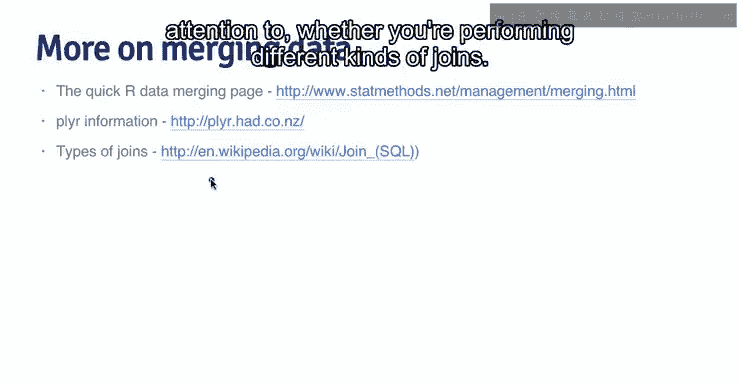 attention to, whether you're performing
different kinds of joins.
More on merging data
· The quick R data merging page - http://www.statmethods.net/management/merging.html
· plyr information - http://plyr.had.co.nz/
· Types of joins - http://en.wikipedia.org/wiki/Join_(SQL))